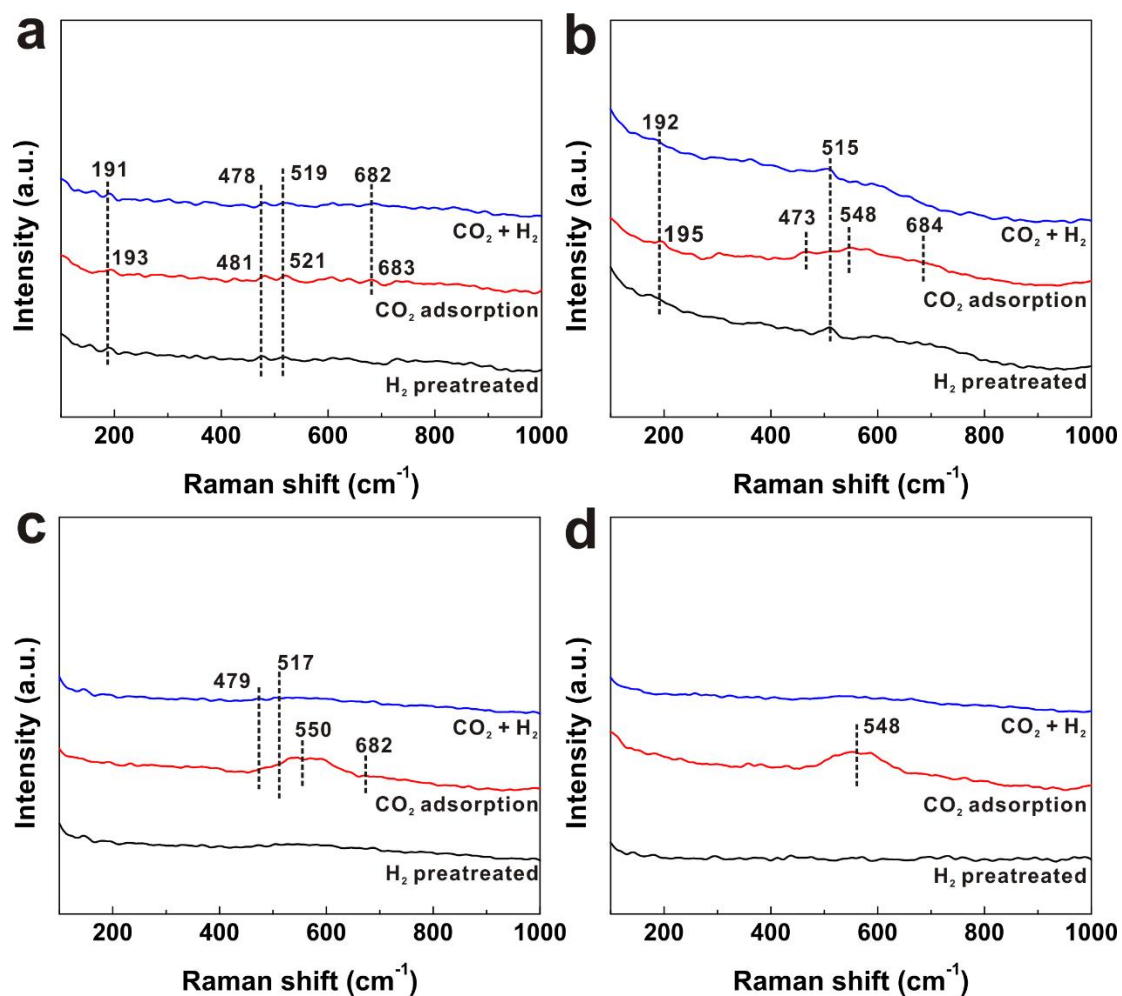 a
191
478
519
682
CO₂ + H₂
193
481
521
683
CO₂ adsorption
H₂ preatreated
Intensity (a.u.)
200 400 600 800 1000
Raman shift (cm⁻¹)
b
192
515
CO₂ + H₂
195
473
548
684
CO₂ adsorption
H₂ preatreated
Intensity (a.u.)
200 400 600 800 1000
Raman shift (cm⁻¹)
c
479
517
CO₂ + H₂
550
682
CO₂ adsorption
H₂ preatreated
Intensity (a.u.)
200 400 600 800 1000
Raman shift (cm⁻¹)
d
CO₂ + H₂
548
CO₂ adsorption
H₂ preatreated
Intensity (a.u.)
200 400 600 800 1000
Raman shift (cm⁻¹)